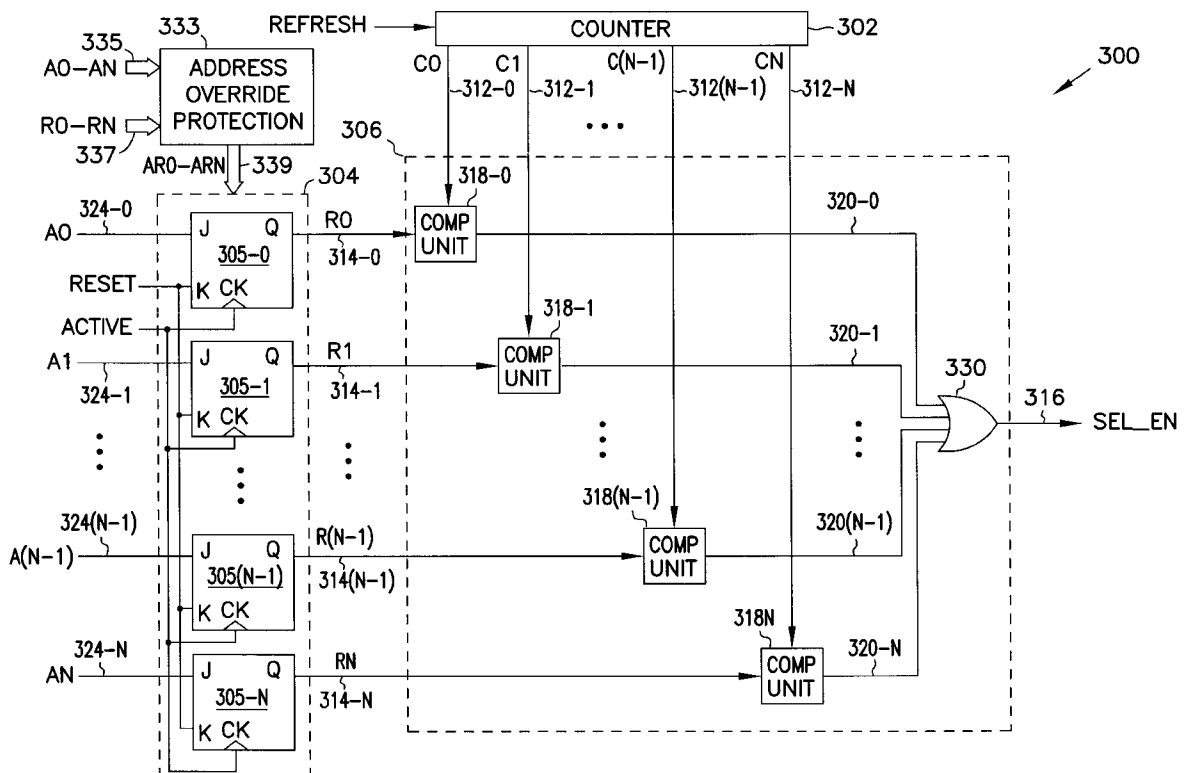 REFRESH
COUNTER
302
333
335
A0-AN
ADDRESS
OVERRIDE
PROTECTION
R0-RN
337
AR0-ARN
339
C0
C1
C(N-1)
CN
312-0
312-1
312(N-1)
312-N
300
306
304
324-0
A0
J
Q
305-0
K
CK
R0
314-0
318-0
COMP
UNIT
320-0
RESET
ACTIVE
A1
324-1
J
Q
305-1
K
CK
R1
314-1
318-1
COMP
UNIT
320-1
330
316
SEL_EN
324(N-1)
A(N-1)
J
Q
305(N-1)
K
CK
R(N-1)
314(N-1)
318(N-1)
COMP
UNIT
320(N-1)
324-N
AN
J
Q
305-N
K
CK
RN
314-N
318N
COMP
UNIT
320-N